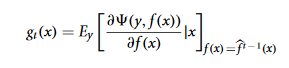 g_t(x) = E_y [ ∂Ψ(y, f(x)) / ∂f(x) | x ]_{f(x)=f̂^{t−1}(x)}